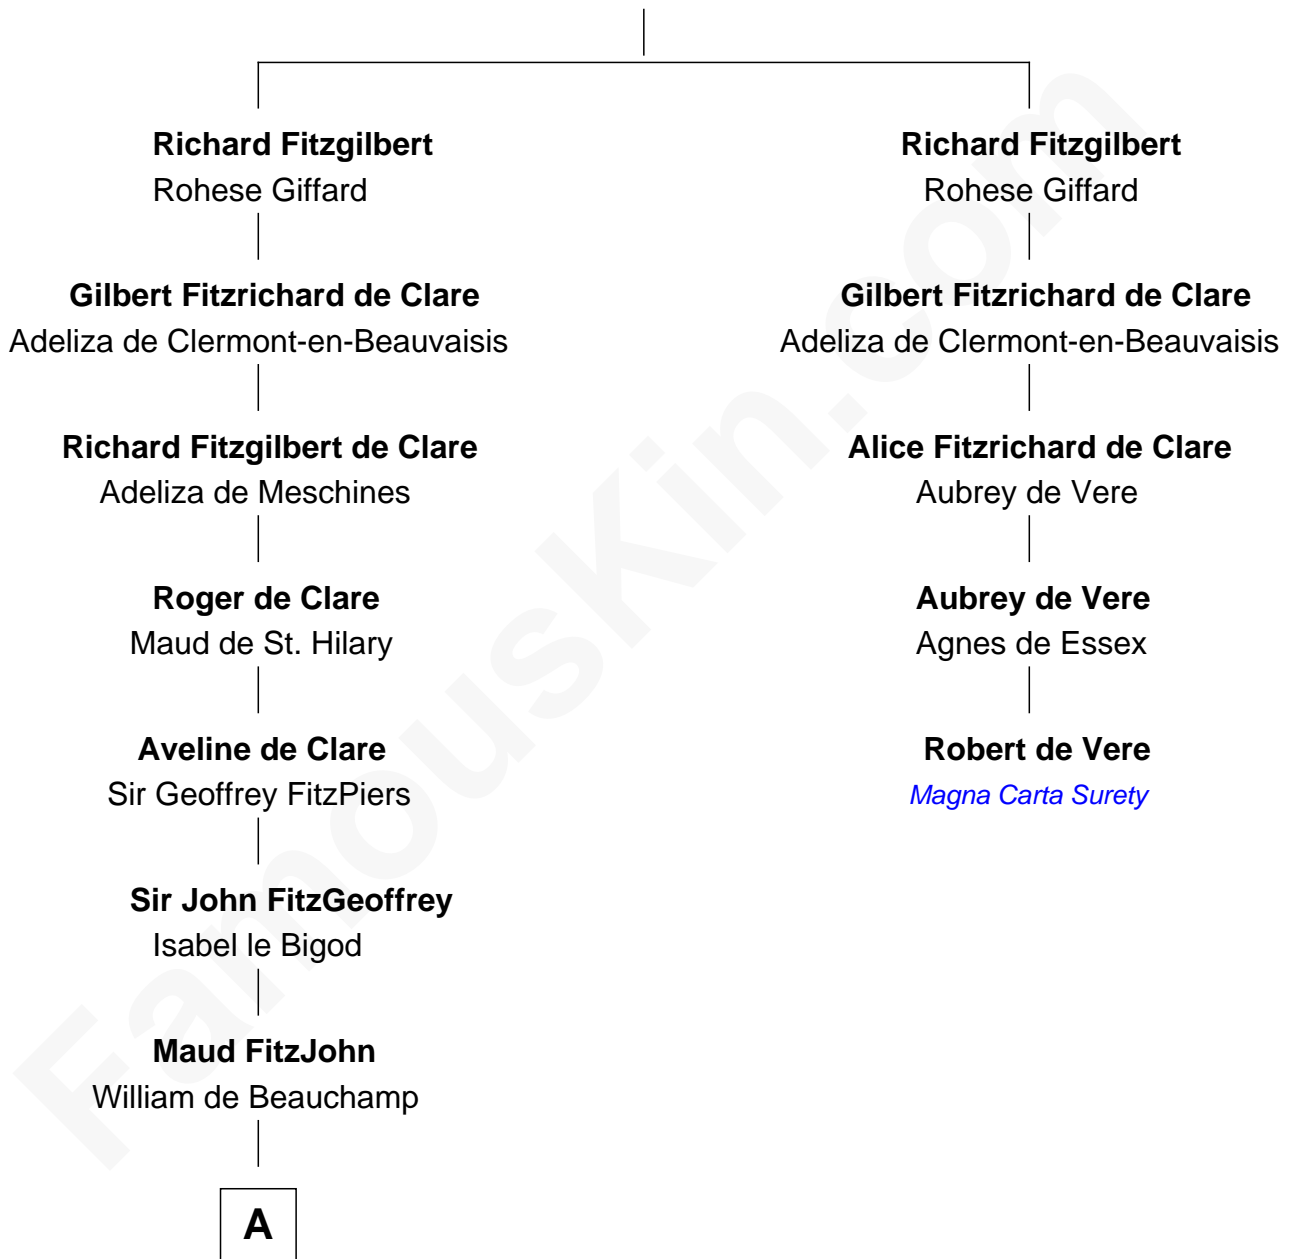 Richard Fitzgilbert
Rohese Giffard
Gilbert Fitzrichard de Clare
Adeliza de Clermont-en-Beauvaisis
Richard Fitzgilbert de Clare
Adeliza de Meschines
Roger de Clare
Maud de St. Hilary
Aveline de Clare
Sir Geoffrey FitzPiers
Sir John FitzGeoffrey
Isabel le Bigod
Maud FitzJohn
William de Beauchamp
A
Richard Fitzgilbert
Rohese Giffard
Gilbert Fitzrichard de Clare
Adeliza de Clermont-en-Beauvaisis
Alice Fitzrichard de Clare
Aubrey de Vere
Aubrey de Vere
Agnes de Essex
Robert de Vere
Magna Carta Surety
FamousKin.com